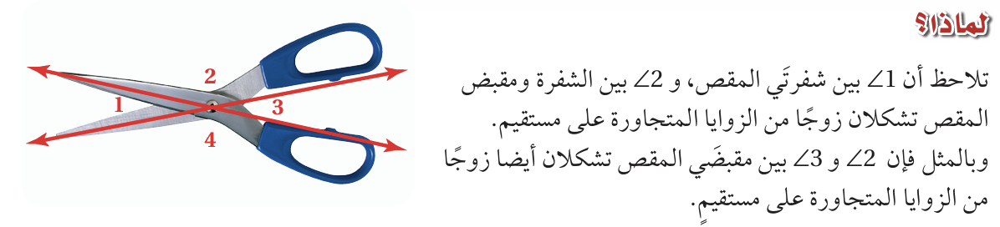 لماذا؟
تلاحظ أن 1∠ بين شفرتَي المقص، و 2∠ بين الشفرة ومقبض
المقص تشكلان زوجًا من الزوايا المتجاورة على مستقيم.
وبالمثل فإن 2∠ و 3∠ بين مقبضَي المقص تشكلان أيضا زوجًا
من الزوايا المتجاورة على مستقيمٍ.
2
1
3
4